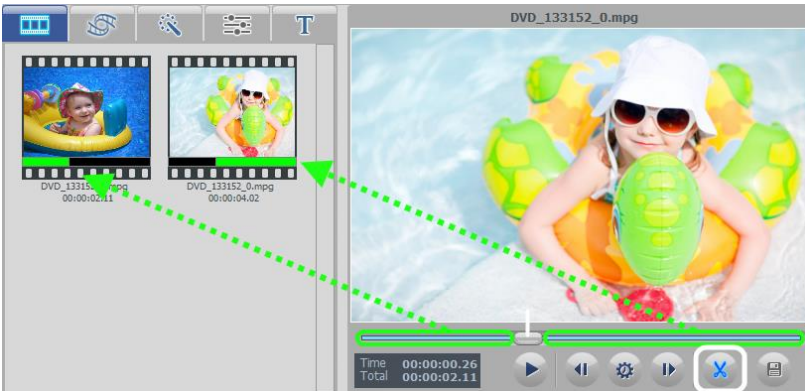 T
DVD_133152_0.mpg
DVD_13315 mpg
00:00:02.11
DVD_133152_0.mpg
00:00:04.02
Time 00:00:00.26
Total 00:00:02.11